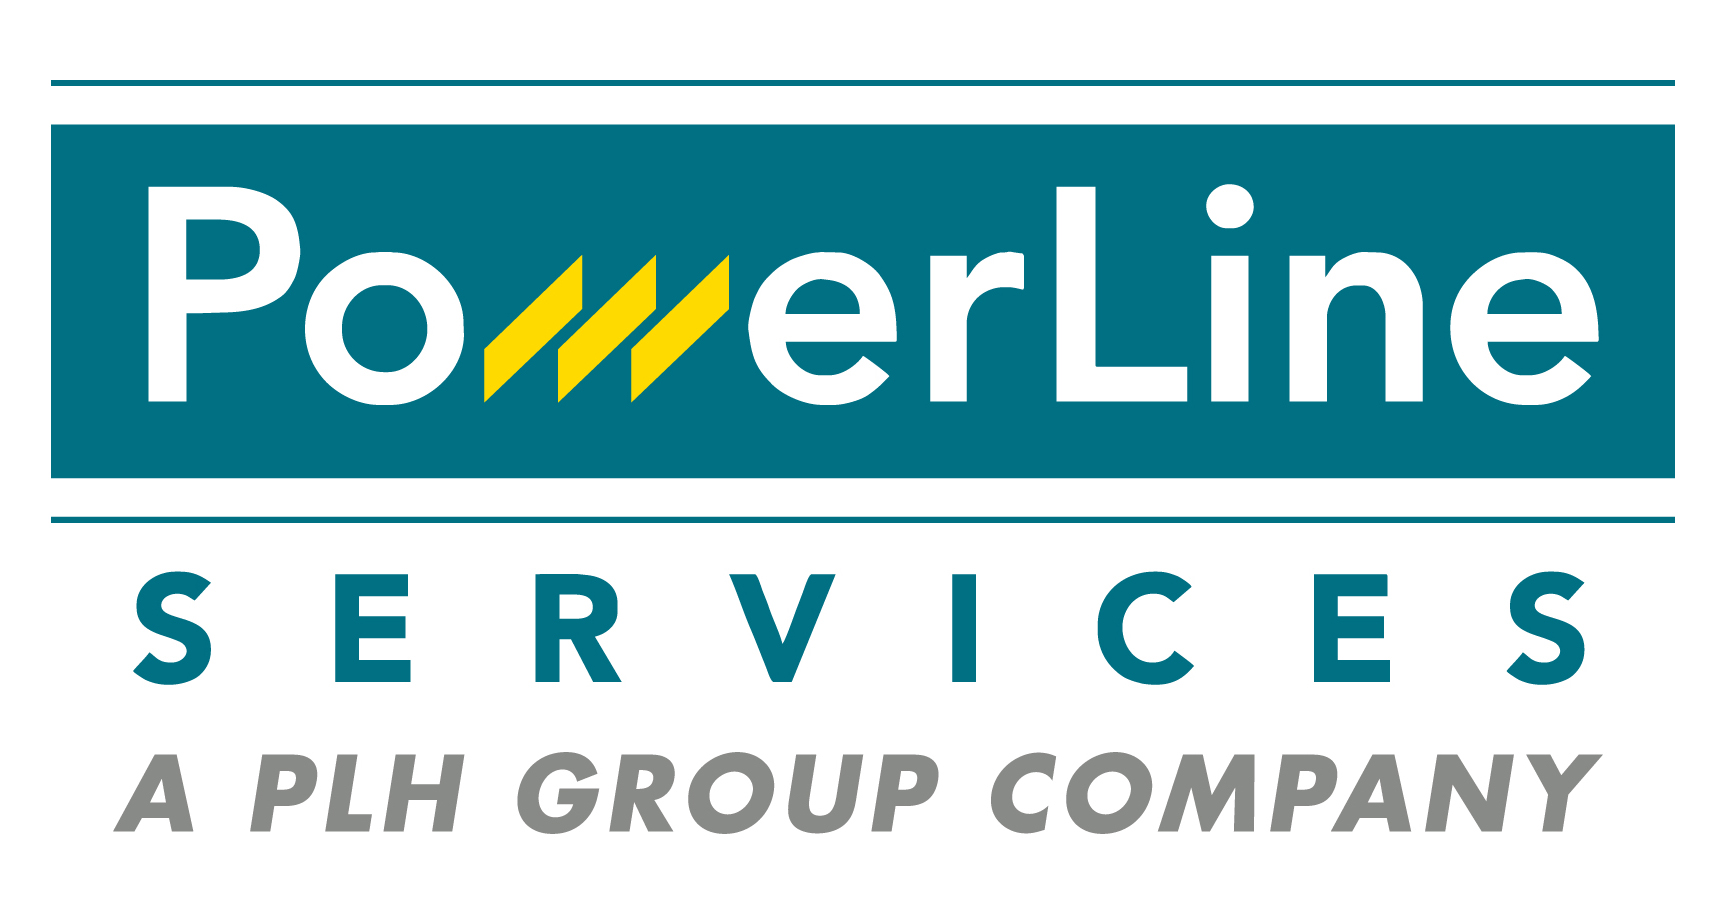 PowerLine
SERVICES
A PLH GROUP COMPANY